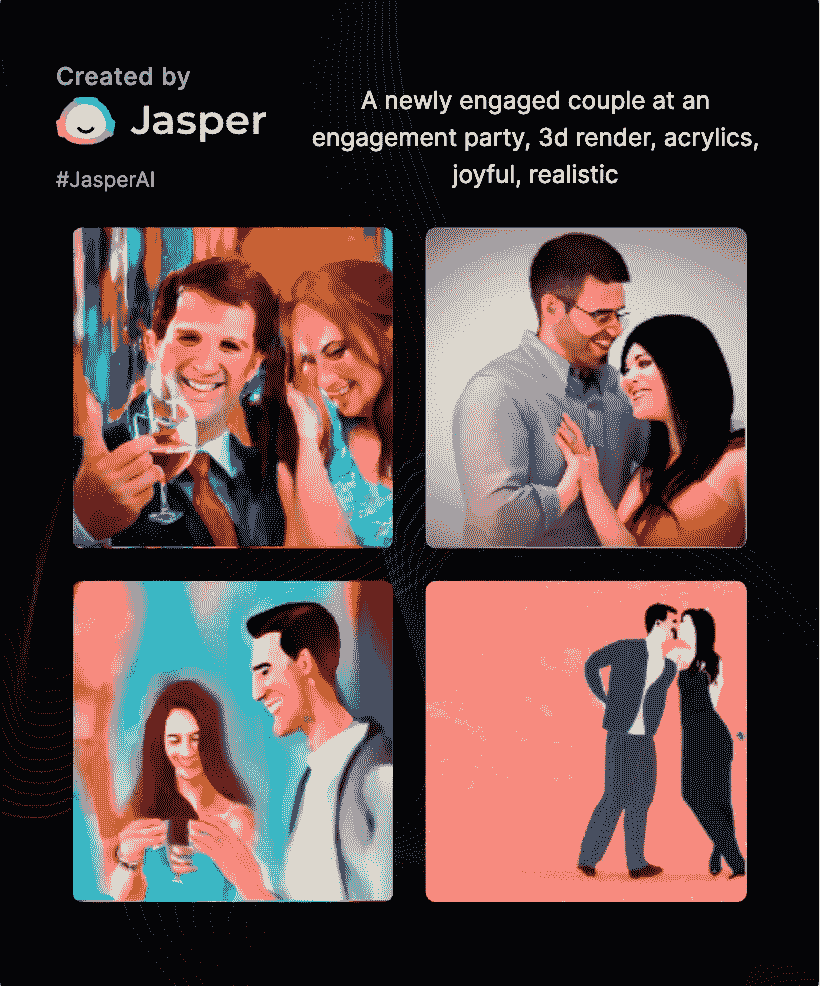 Created by
Jasper
#JasperAI
A newly engaged couple at an
engagement party, 3d render, acrylics,
joyful, realistic